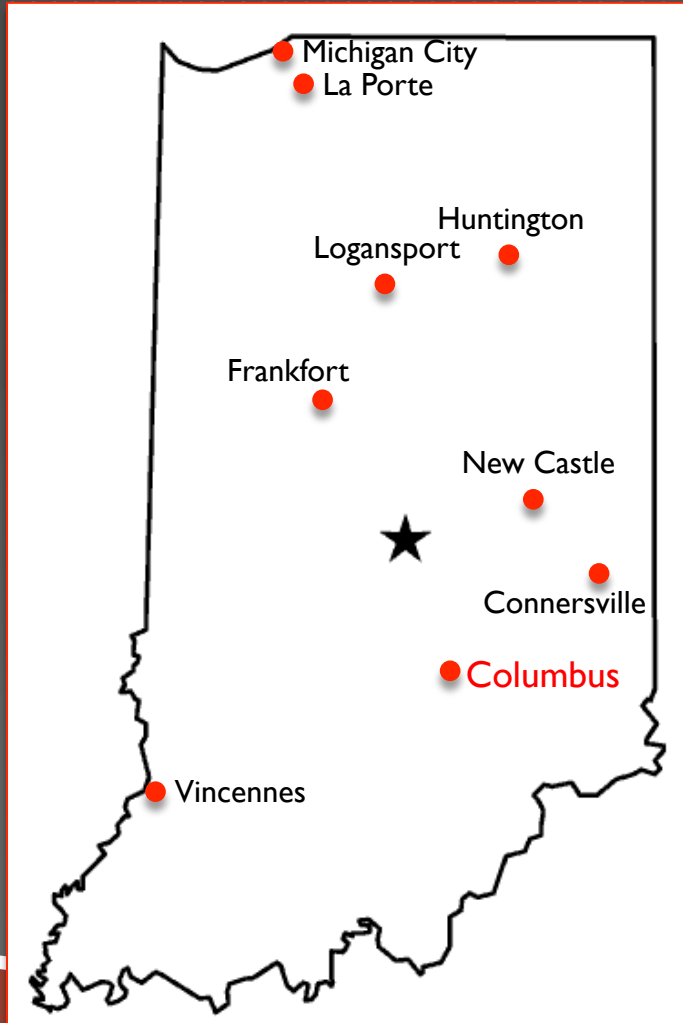 Michigan City
La Porte
Huntington
Logansport
Frankfort
New Castle
Connersville
Columbus
Vincennes